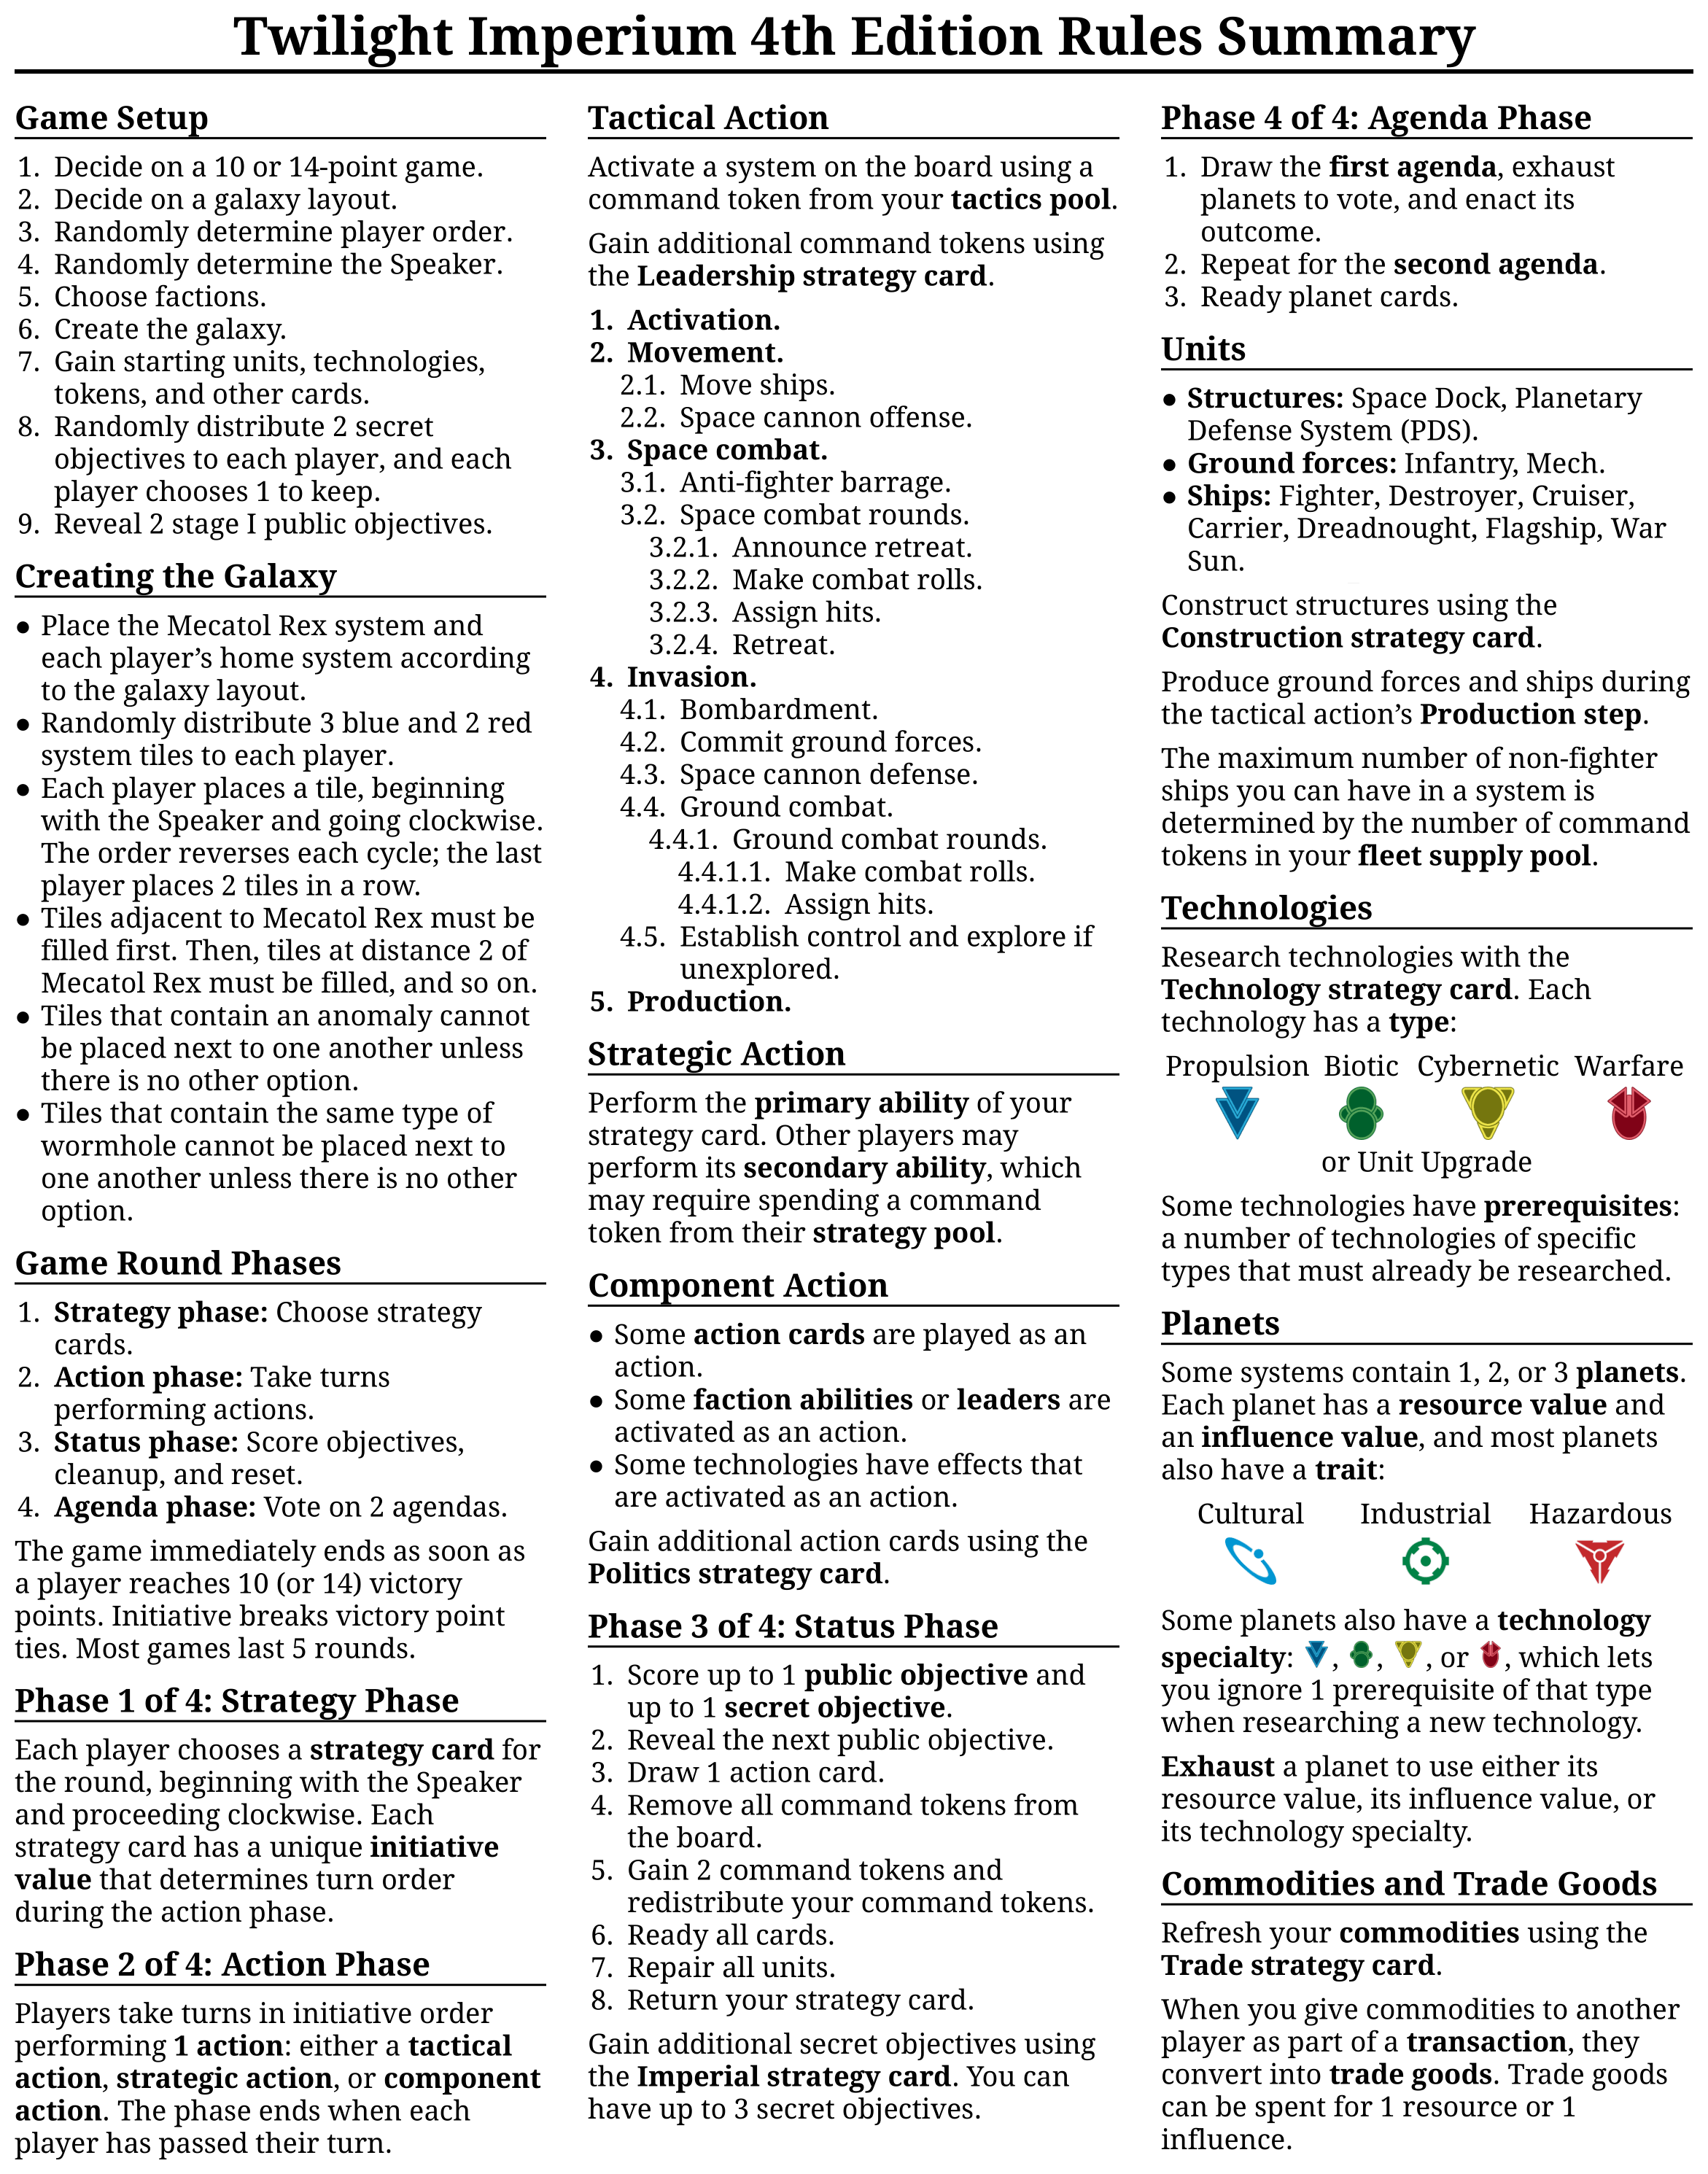 Twilight Imperium 4th Edition Rules Summary
Game Setup
1. Decide on a 10 or 14-point game.
2. Decide on a galaxy layout.
3. Randomly determine player order.
4. Randomly determine the Speaker.
5. Choose factions.
6. Create the galaxy.
7. Gain starting units, technologies,
tokens, and other cards.
8. Randomly distribute 2 secret
objectives to each player, and each
player chooses 1 to keep.
9. Reveal 2 stage I public objectives.
Creating the Galaxy
● Place the Mecatol Rex system and
each player’s home system according
to the galaxy layout.
● Randomly distribute 3 blue and 2 red
system tiles to each player.
● Each player places a tile, beginning
with the Speaker and going clockwise.
The order reverses each cycle; the last
player places 2 tiles in a row.
● Tiles adjacent to Mecatol Rex must be
filled first. Then, tiles at distance 2 of
Mecatol Rex must be filled, and so on.
● Tiles that contain an anomaly cannot
be placed next to one another unless
there is no other option.
● Tiles that contain the same type of
wormhole cannot be placed next to
one another unless there is no other
option.
Game Round Phases
1. Strategy phase: Choose strategy
cards.
2. Action phase: Take turns
performing actions.
3. Status phase: Score objectives,
cleanup, and reset.
4. Agenda phase: Vote on 2 agendas.
The game immediately ends as soon as
a player reaches 10 (or 14) victory
points. Initiative breaks victory point
ties. Most games last 5 rounds.
Phase 1 of 4: Strategy Phase
Each player chooses a strategy card for
the round, beginning with the Speaker
and proceeding clockwise. Each
strategy card has a unique initiative
value that determines turn order
during the action phase.
Phase 2 of 4: Action Phase
Players take turns in initiative order
performing 1 action: either a tactical
action, strategic action, or component
action. The phase ends when each
player has passed their turn.
Tactical Action
Activate a system on the board using a
command token from your tactics pool.
Gain additional command tokens using
the Leadership strategy card.
1. Activation.
2. Movement.
2.1. Move ships.
2.2. Space cannon offense.
3. Space combat.
3.1. Anti-fighter barrage.
3.2. Space combat rounds.
3.2.1. Announce retreat.
3.2.2. Make combat rolls.
3.2.3. Assign hits.
3.2.4. Retreat.
4. Invasion.
4.1. Bombardment.
4.2. Commit ground forces.
4.3. Space cannon defense.
4.4. Ground combat.
4.4.1. Ground combat rounds.
4.4.1.1. Make combat rolls.
4.4.1.2. Assign hits.
4.5. Establish control and explore if
unexplored.
5. Production.
Strategic Action
Perform the primary ability of your
strategy card. Other players may
perform its secondary ability, which
may require spending a command
token from their strategy pool.
Component Action
● Some action cards are played as an
action.
● Some faction abilities or leaders are
activated as an action.
● Some technologies have effects that
are activated as an action.
Gain additional action cards using the
Politics strategy card.
Phase 3 of 4: Status Phase
1. Score up to 1 public objective and
up to 1 secret objective.
2. Reveal the next public objective.
3. Draw 1 action card.
4. Remove all command tokens from
the board.
5. Gain 2 command tokens and
redistribute your command tokens.
6. Ready all cards.
7. Repair all units.
8. Return your strategy card.
Gain additional secret objectives using
the Imperial strategy card. You can
have up to 3 secret objectives.
Phase 4 of 4: Agenda Phase
1. Draw the first agenda, exhaust
planets to vote, and enact its
outcome.
2. Repeat for the second agenda.
3. Ready planet cards.
Units
● Structures: Space Dock, Planetary
Defense System (PDS).
● Ground forces: Infantry, Mech.
● Ships: Fighter, Destroyer, Cruiser,
Carrier, Dreadnought, Flagship, War
Sun.
Construct structures using the
Construction strategy card.
Produce ground forces and ships during
the tactical action’s Production step.
The maximum number of non-fighter
ships you can have in a system is
determined by the number of command
tokens in your fleet supply pool.
Technologies
Research technologies with the
Technology strategy card. Each
technology has a type:
Propulsion Biotic Cybernetic Warfare
or Unit Upgrade
Some technologies have prerequisites:
a number of technologies of specific
types that must already be researched.
Planets
Some systems contain 1, 2, or 3 planets.
Each planet has a resource value and
an influence value, and most planets
also have a trait:
Cultural Industrial Hazardous
Some planets also have a technology
specialty: , , , or , which lets
you ignore 1 prerequisite of that type
when researching a new technology.
Exhaust a planet to use either its
resource value, its influence value, or
its technology specialty.
Commodities and Trade Goods
Refresh your commodities using the
Trade strategy card.
When you give commodities to another
player as part of a transaction, they
convert into trade goods. Trade goods
can be spent for 1 resource or 1
influence.